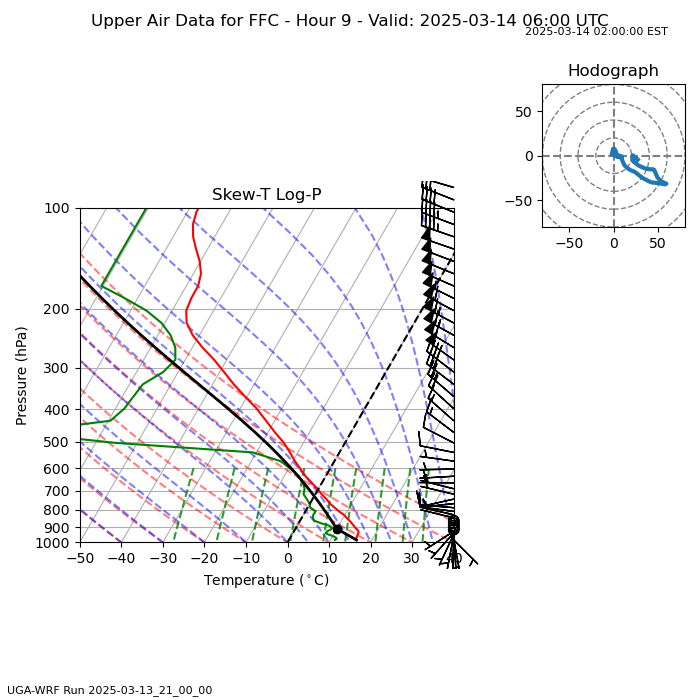 Upper Air Data for FFC - Hour 9 - Valid: 2025-03-14 06:00 UTC
2025-03-14 02:00:00 EST
Hodograph
50
0
−50
−50 0 50
Skew-T Log-P
100
200
300
400
500
600
700
800
900
1000
Pressure (hPa)
−50 −40 −30 −20 −10 0 10 20 30 40
Temperature (°C)
UGA-WRF Run 2025-03-13_21_00_00